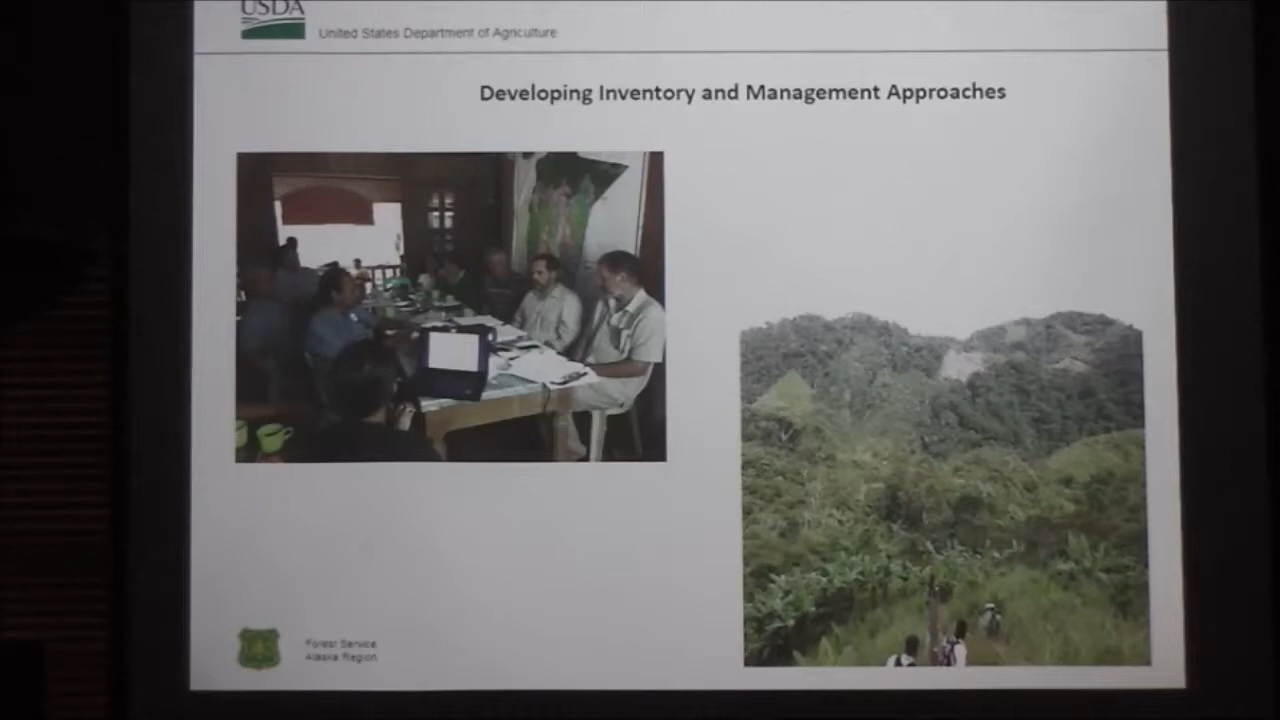 USDA
United States Department of Agriculture
Developing Inventory and Management Approaches
Forest Service
Alaska Region